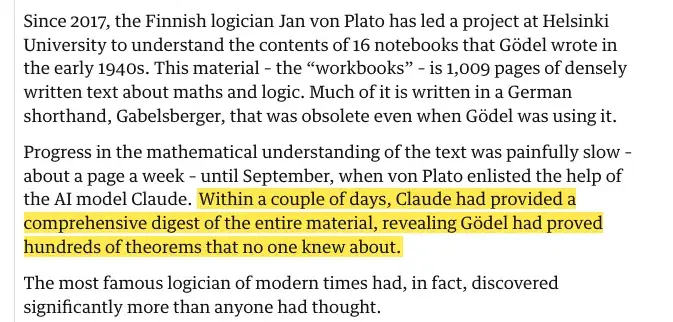 Since 2017, the Finnish logician Jan von Plato has led a project at Helsinki
University to understand the contents of 16 notebooks that Gödel wrote in
the early 1940s. This material – the “workbooks” – is 1,009 pages of densely
written text about maths and logic. Much of it is written in a German
shorthand, Gabelsberger, that was obsolete even when Gödel was using it.
Progress in the mathematical understanding of the text was painfully slow –
about a page a week – until September, when von Plato enlisted the help of
the AI model Claude. Within a couple of days, Claude had provided a
comprehensive digest of the entire material, revealing Gödel had proved
hundreds of theorems that no one knew about.
The most famous logician of modern times had, in fact, discovered
significantly more than anyone had thought.